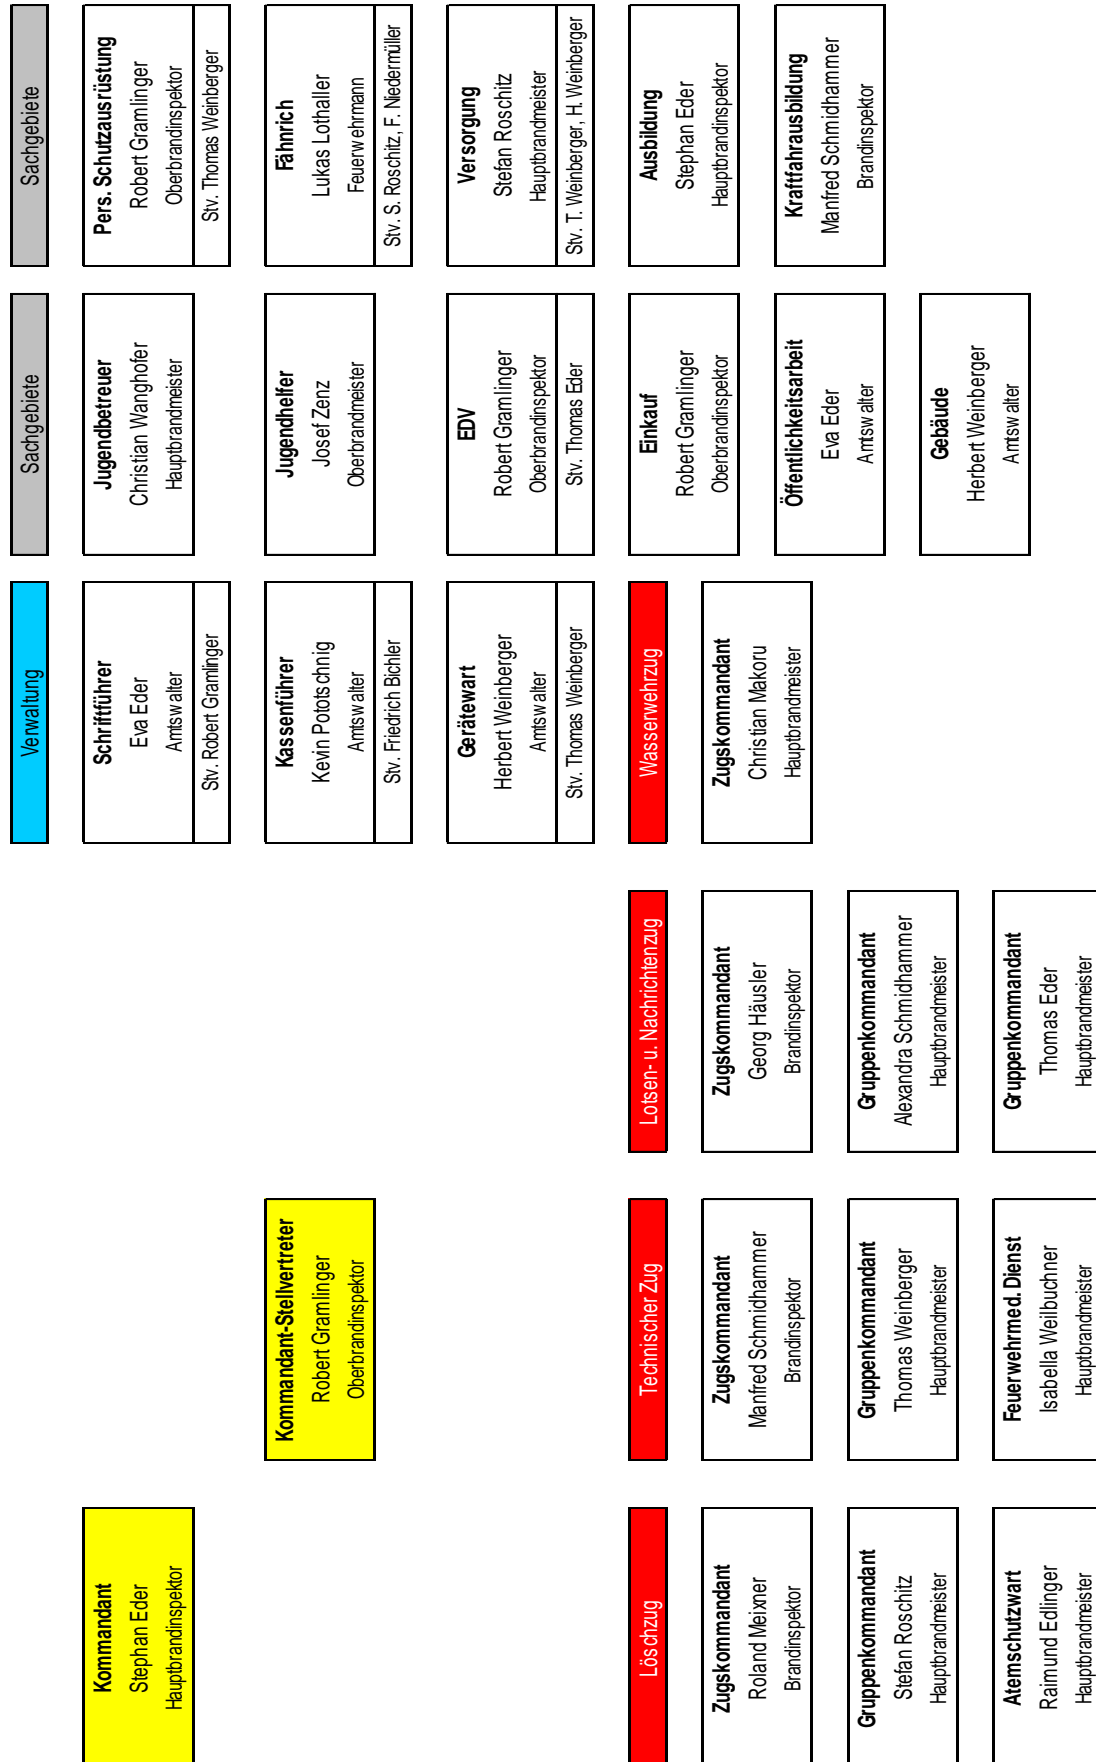 Kommandant
Stephan Eder
Hauptbrandinspektor
Kommandant-Stellvertreter
Robert Gramlinger
Oberbrandinspektor
Löschzug
Zugskommandant
Roland Meixner
Brandinspektor
Gruppenkommandant
Stefan Roschitz
Hauptbrandmeister
Atemschutzwart
Raimund Edlinger
Hauptbrandmeister
Technischer Zug
Zugskommandant
Manfred Schmidhammer
Brandinspektor
Gruppenkommandant
Thomas Weinberger
Hauptbrandmeister
Feuerwehrmed. Dienst
Isabella Weilbuchner
Hauptbrandmeister
Lotsen- u. Nachrichtenzug
Zugskommandant
Georg Häusler
Brandinspektor
Gruppenkommandant
Alexandra Schmidhammer
Hauptbrandmeister
Gruppenkommandant
Thomas Eder
Hauptbrandmeister
Verwaltung
Schriftführer
Eva Eder
Amtswalter
Stv. Robert Gramlinger
Kassenführer
Kevin Pototschnig
Amtswalter
Stv. Friedrich Bichler
Gerätewart
Herbert Weinberger
Amtswalter
Stv. Thomas Weinberger
Wasserwehrzug
Zugskommandant
Christian Makoru
Hauptbrandmeister
Sachgebiete
Jugendbetreuer
Christian Wanghofer
Hauptbrandmeister
Jugendhelfer
Josef Zenz
Oberbrandmeister
EDV
Robert Gramlinger
Oberbrandinspektor
Stv. Thomas Eder
Einkauf
Robert Gramlinger
Oberbrandinspektor
Öffentlichkeitsarbeit
Eva Eder
Amtswalter
Gebäude
Herbert Weinberger
Amtswalter
Sachgebiete
Pers. Schutzausrüstung
Robert Gramlinger
Oberbrandinspektor
Stv. Thomas Weinberger
Fähnrich
Lukas Lothaller
Feuerwehrmann
Stv. S. Roschitz, F. Niedermüller
Versorgung
Stefan Roschitz
Hauptbrandmeister
Stv. T. Weinberger, H. Weinberger
Ausbildung
Stephan Eder
Hauptbrandinspektor
Kraftfahrausbildung
Manfred Schmidhammer
Brandinspektor